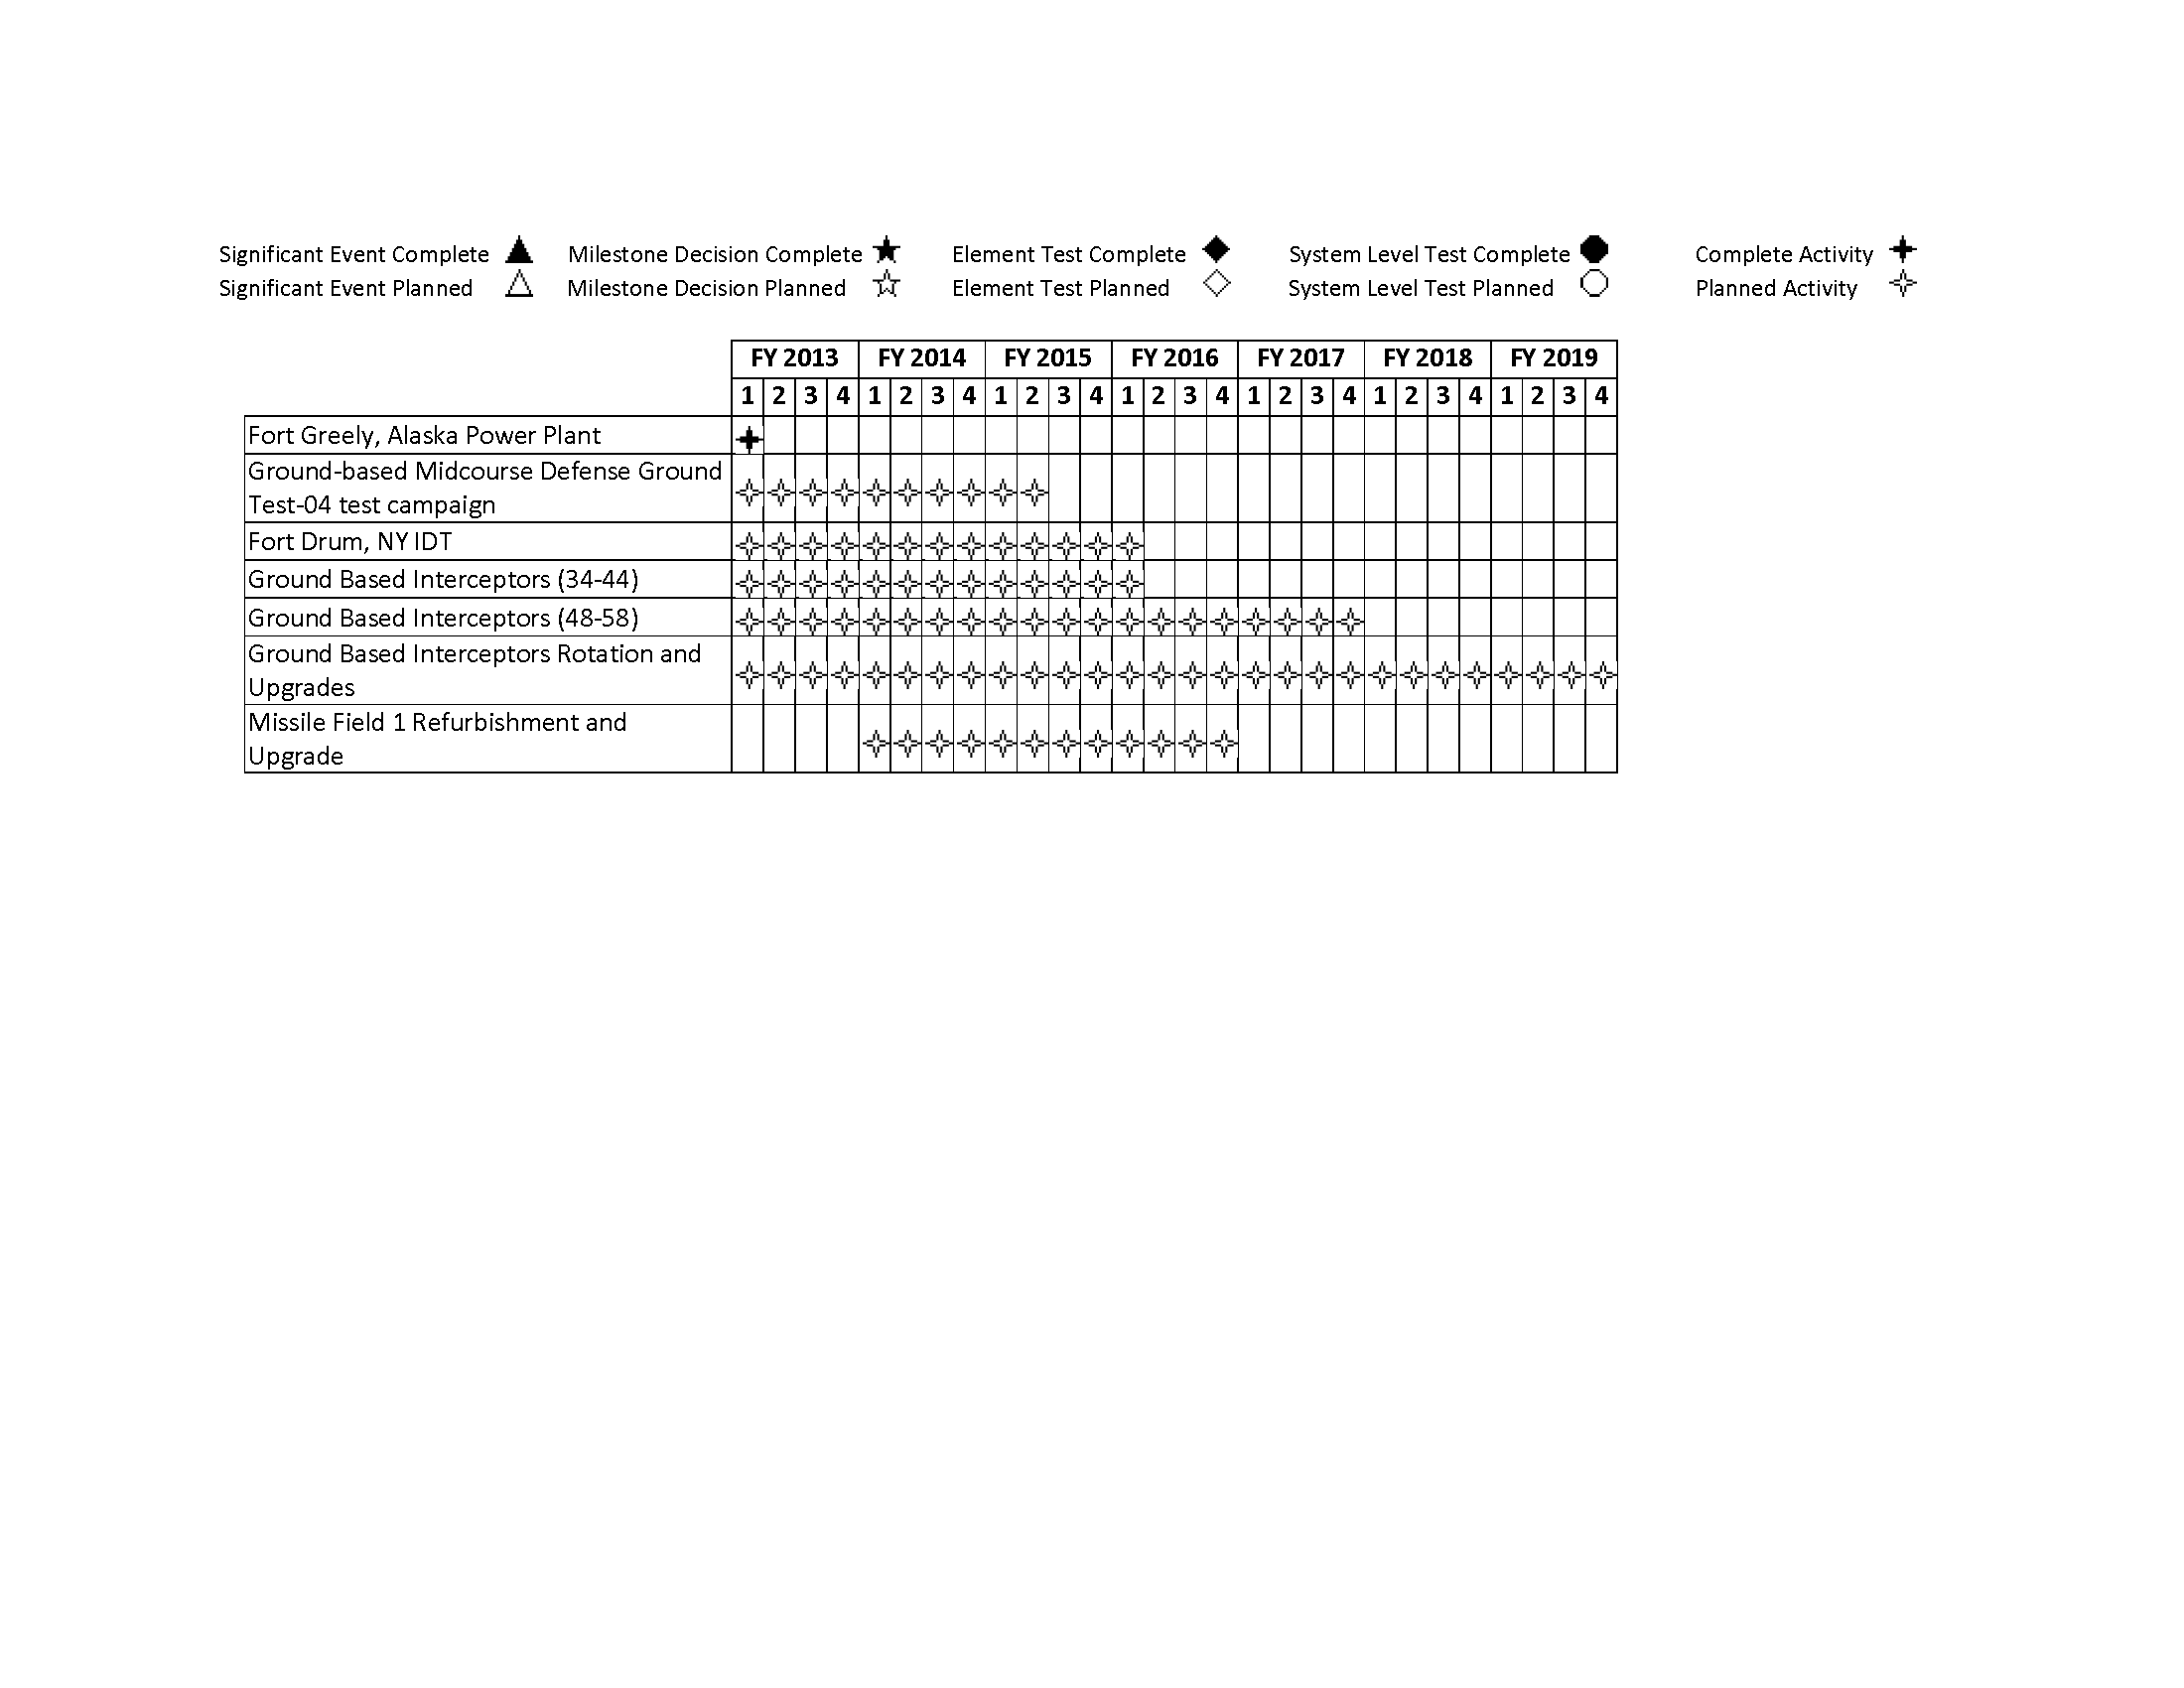 Significant Event Complete Milestone Decision Complete Element Test Complete System Level Test Complete Complete Activity
Significant Event Planned Milestone Decision Planned Element Test Planned System Level Test Planned Planned Activity
FY 2013 FY 2014 FY 2015 FY 2016 FY 2017 FY 2018 FY 2019
1 2 3 4 1 2 3 4 1 2 3 4 1 2 3 4 1 2 3 4 1 2 3 4 1 2 3 4
Fort Greely, Alaska Power Plant
Ground-based Midcourse Defense Ground
Test-04 test campaign
Fort Drum, NY IDT
Ground Based Interceptors (34-44)
Ground Based Interceptors (48-58)
Ground Based Interceptors Rotation and
Upgrades
Missile Field 1 Refurbishment and
Upgrade